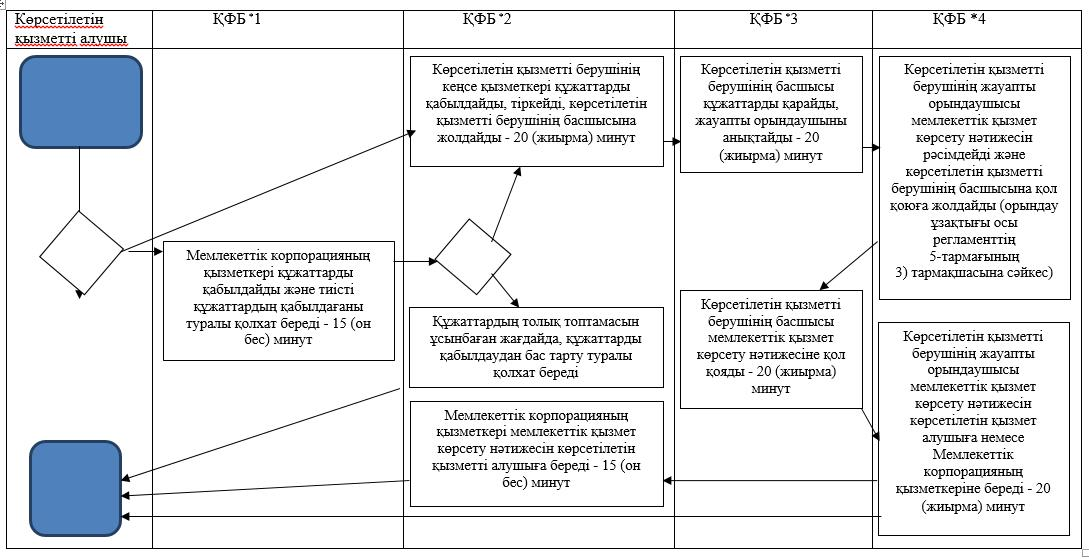 Көрсетілетін
қызметті алушы
ҚФБ *1
ҚФБ *2
ҚФБ *3
ҚФБ *4
Көрсетілетін қызметті берушінің
кеңсе қызметкері құжаттарды
қабылдайды, тіркейді, көрсетілетін
қызметті берушінің басшысына
жолдайды - 20 (жиырма) минут
Көрсетілетін қызметті
берушінің басшысы
құжаттарды қарайды,
жауапты орындаушыны
анықтайды - 20
(жиырма) минут
Көрсетілетін қызметті
берушінің жауапты
орындаушысы
мемлекеттік қызмет
көрсету нәтижесін
рәсімдейді және
көрсетілетін қызметті
берушінің басшысына қол
қоюға жолдайды (орындау
ұзақтығы осы
регламенттің
5-тармағының
3) тармақшасына сәйкес)
Мемлекеттік корпорацияның
қызметкері құжаттарды
қабылдайды және тиісті
құжаттардың қабылдағаны
туралы қолхат береді - 15 (он
бес) минут
Құжаттардың толық топтамасын
ұсынбаған жағдайда, құжаттарды
қабылдаудан бас тарту туралы
қолхат береді
Көрсетілетін қызметті
берушінің басшысы
мемлекеттік қызмет
көрсету нәтижесіне қол
қояды - 20 (жиырма)
минут
Көрсетілетін қызметті
берушінің жауапты
орындаушысы
мемлекеттік қызмет
көрсету нәтижесін
көрсетілетін қызмет
алушыға немесе
Мемлекеттік
корпорацияның
қызметкеріне береді - 20
(жиырма) минут
Мемлекеттік корпорацияның
қызметкері мемлекеттік қызмет
көрсету нәтижесін көрсетілетін
қызметті алушыға береді - 15 (он
бес) минут